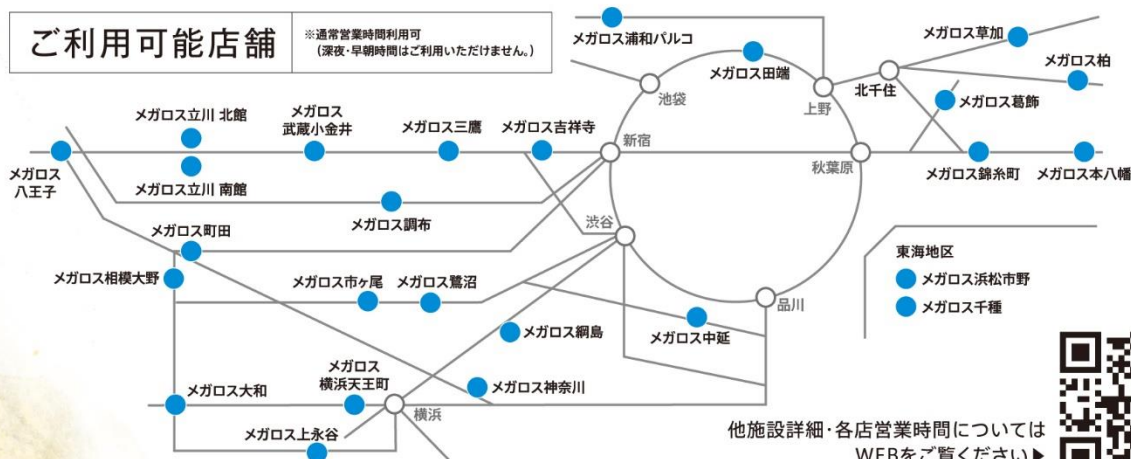 ご利用可能店舗
※通常営業時間利用可
(深夜・早朝時間はご利用いただけません。)
メガロス浦和パルコ
メガロス田端
メガロス草加
メガロス柏
池袋
上野
北千住
メガロス葛飾
メガロス立川 北館
メガロス
武蔵小金井
メガロス三鷹
メガロス吉祥寺
新宿
秋葉原
メガロス錦糸町
メガロス本八幡
メガロス
八王子
メガロス立川 南館
メガロス調布
渋谷
メガロス町田
メガロス相模大野
メガロス市ヶ尾
メガロス鷺沼
品川
東海地区
メガロス浜松市野
メガロス千種
メガロス綱島
メガロス中延
メガロス大和
メガロス
横浜天王町
メガロス神奈川
横浜
メガロス上永谷
他施設詳細・各店営業時間については
WEBをご覧ください▶